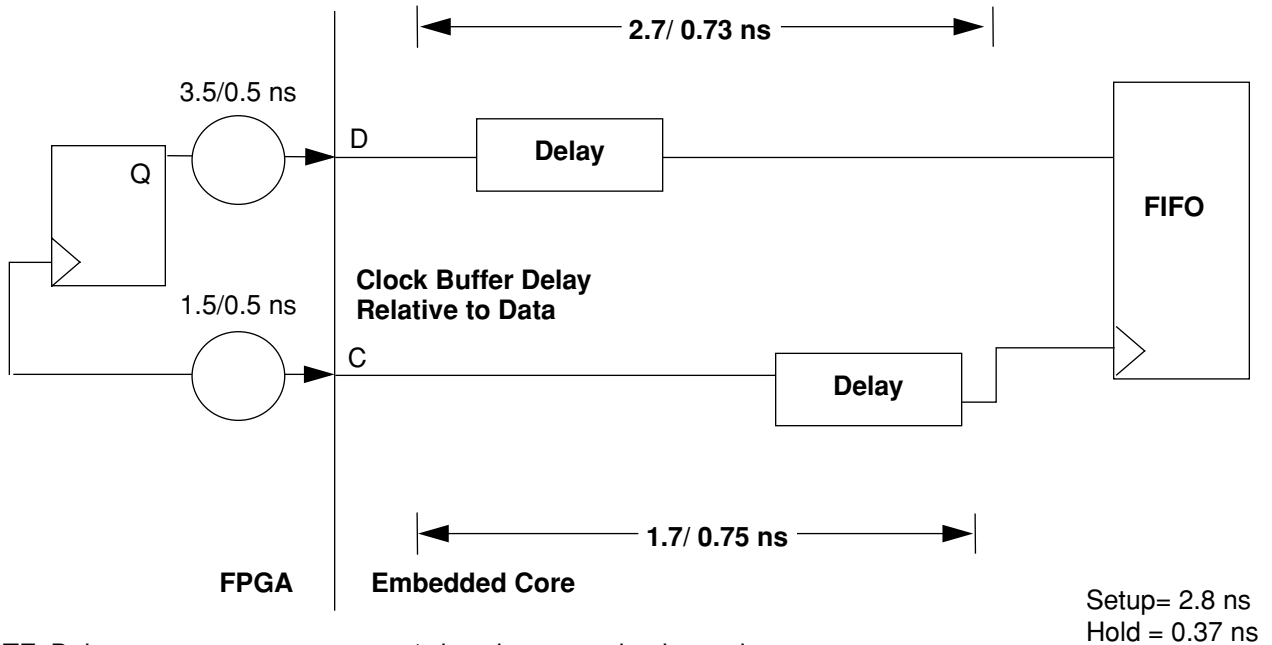 2.7/ 0.73 ns
3.5/0.5 ns
D
Delay
Q
FIFO
Clock Buffer Delay
Relative to Data
1.5/0.5 ns
C
Delay
1.7/ 0.75 ns
FPGA
Embedded Core
Setup= 2.8 ns
Hold = 0.37 ns